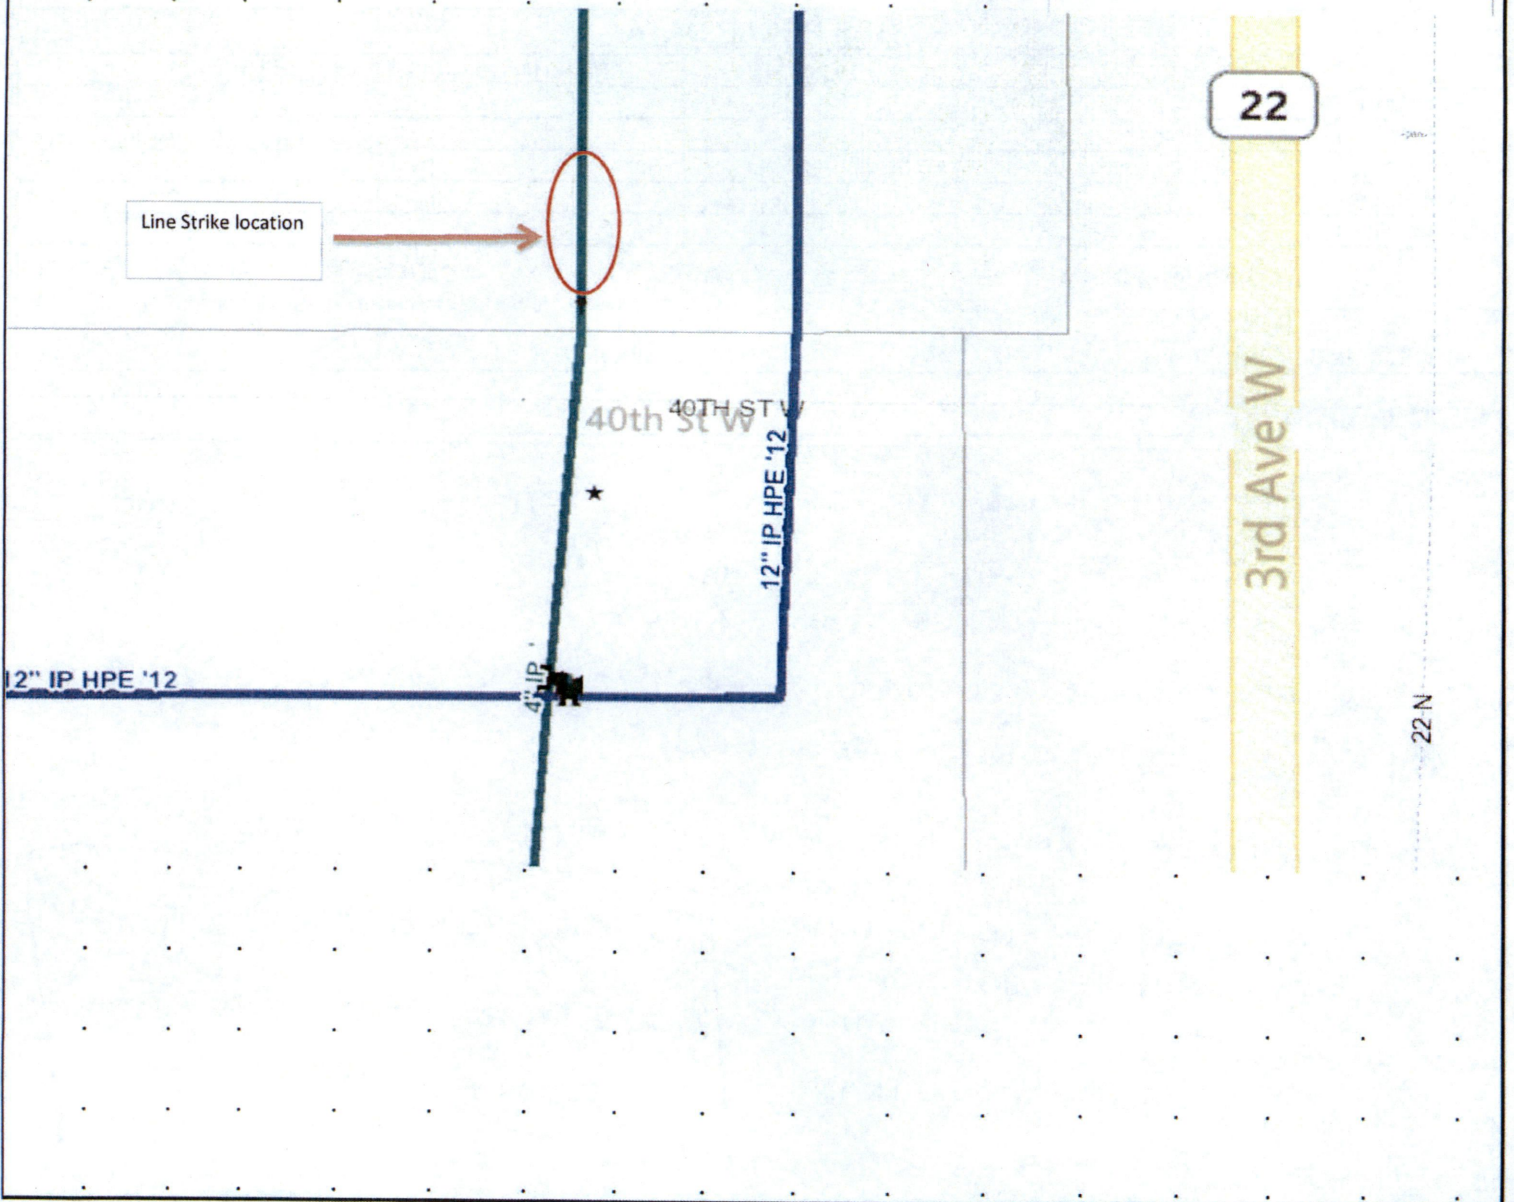 22
Line Strike location
40th St W
40TH ST W
12" IP HPE '12
3rd Ave W
12" IP HPE '12
4" IP '
22 N